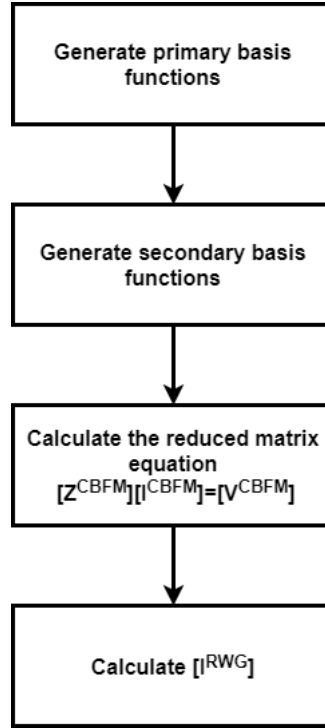 Generate primary basis
functions
Generate secondary basis
functions
Calculate the reduced matrix
equation
[Z^CBFM][I^CBFM]=[V^CBFM]
Calculate [I^RWG]